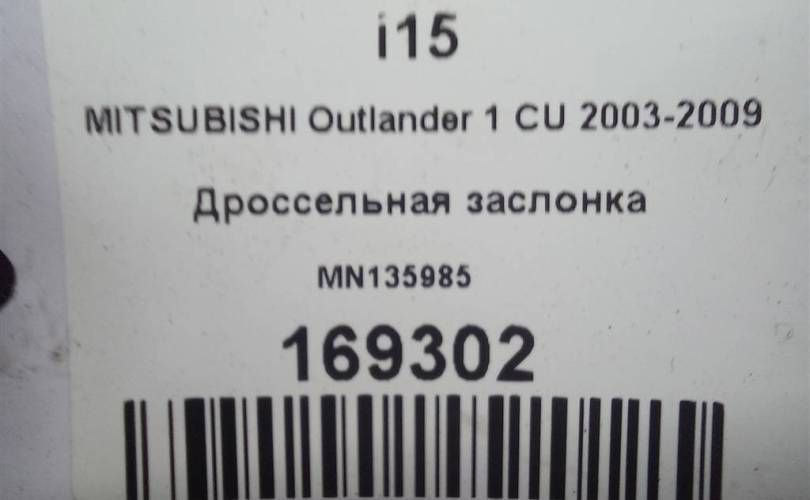 i15
MITSUBISHI Outlander 1 CU 2003-2009
Дроссельная заслонка
MN135985
169302